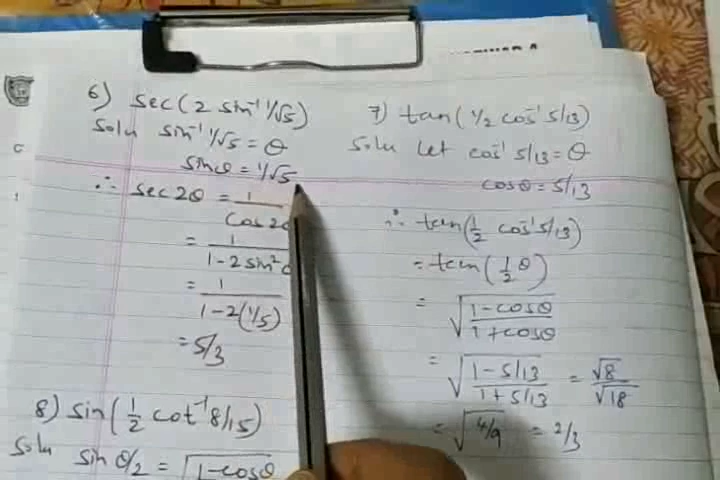 6) sec(2 sin⁻¹ 1/√5)
Soln sin⁻¹ 1/√5 = θ
sinθ = 1/√5
∴ sec2θ = 1/cos2
= 1/(1-2sin²
= 1/(1-2(1/5)
= 5/3
7) tan(1/2 cos⁻¹ 5/13)
Soln Let cos⁻¹ 5/13 = θ
cosθ = 5/13
∴ tan(1/2 cos⁻¹ 5/13)
= tan(1/2 θ)
= √((1-cosθ)/(1+cosθ))
= √((1-5/13)/(1+5/13)) = √8/√18
= √(4/9) = 2/3
8) sin(1/2 cot⁻¹ 8/15)
Soln sin θ/2 = √(1-cosθ